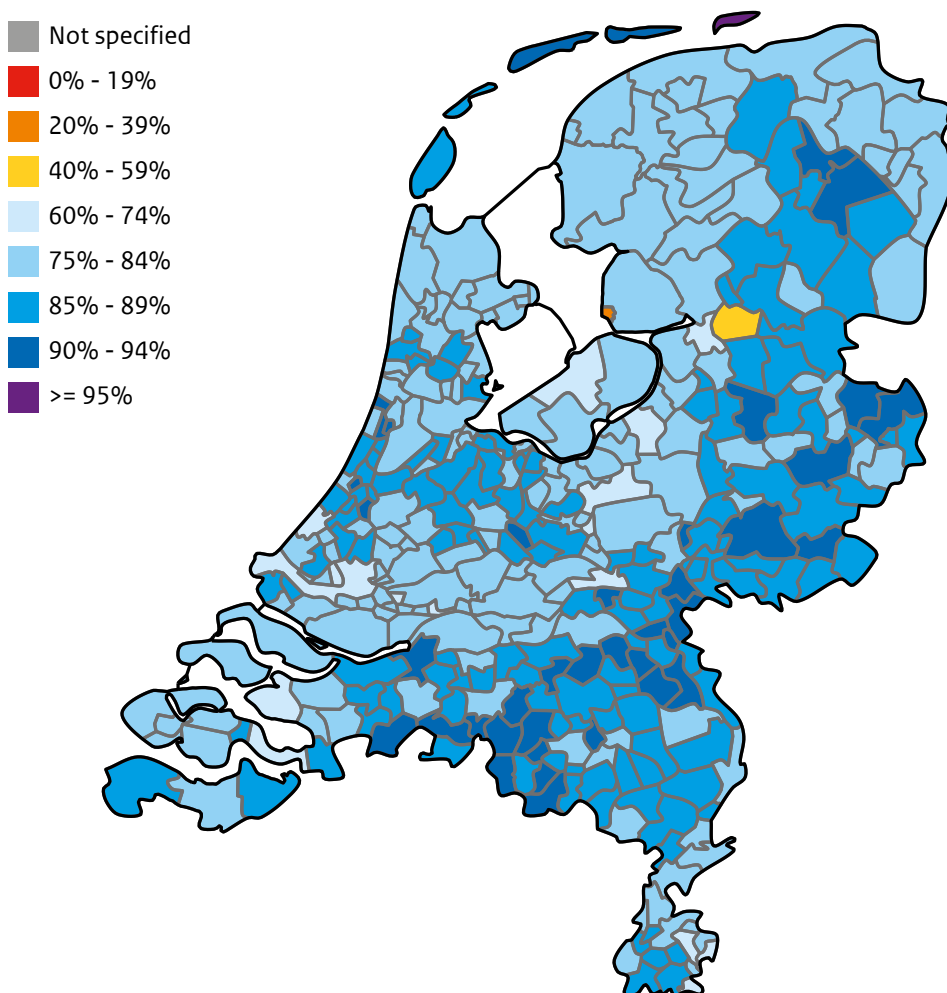 Not specified
0% - 19%
20% - 39%
40% - 59%
60% - 74%
75% - 84%
85% - 89%
90% - 94%
>= 95%